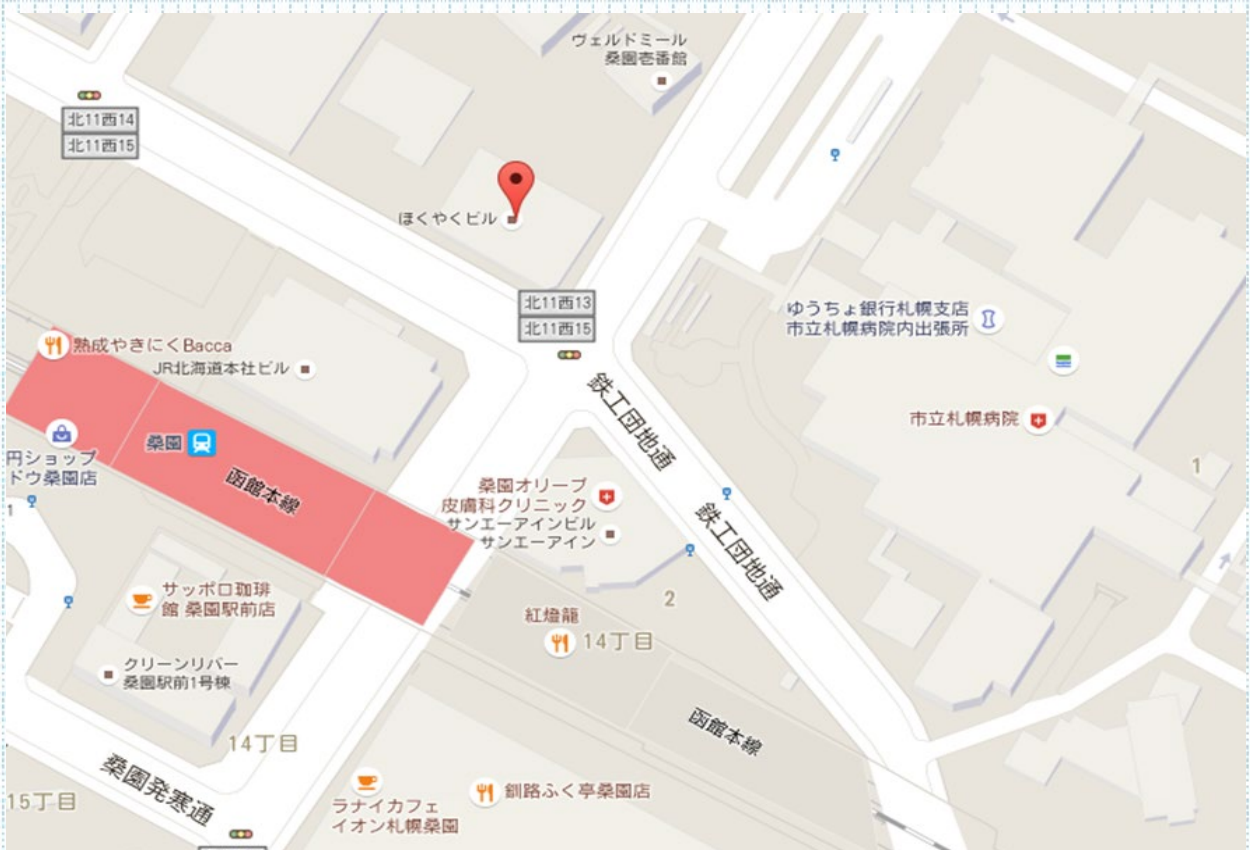 ヴェルドミール
桑園壱番館
北11西14
北11西15
ほくやくビル
北11西13
北11西15
ゆうちょ銀行札幌支店
市立札幌病院内出張所
熟成やきにくBacca
JR北海道本社ビル
鉄工団地通
市立札幌病院
1
円ショップ
ドウ桑園店
桑園
函館本線
桑園オリーブ
皮膚科クリニック
サンエーアインビル
サンエーアイン
鉄工団地通
1
サッポロ珈琲
館 桑園駅前店
2
紅燈籠
14丁目
クリーンリバー
桑園駅前1号棟
函館本線
14丁目
桑園発寒通
15丁目
ラナイカフェ
イオン札幌桑園
釧路ふく亭桑園店